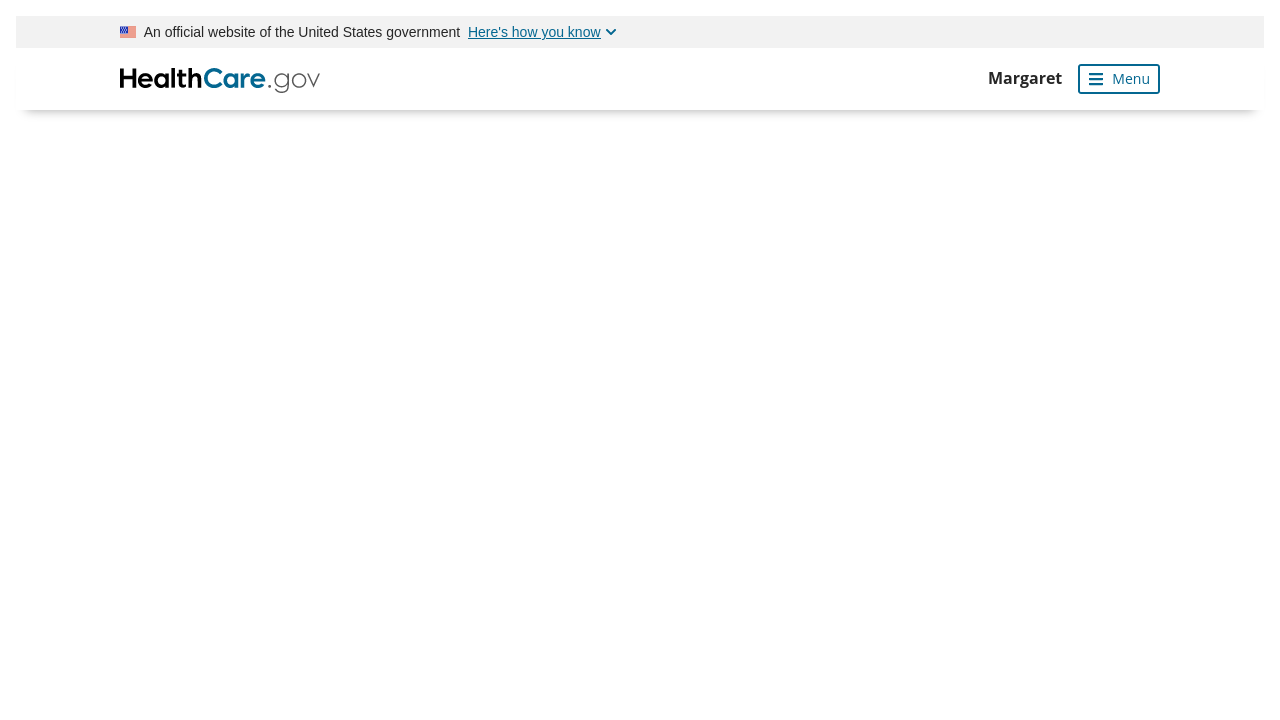 An official website of the United States government Here's how you know
HealthCare.gov
Margaret
Menu